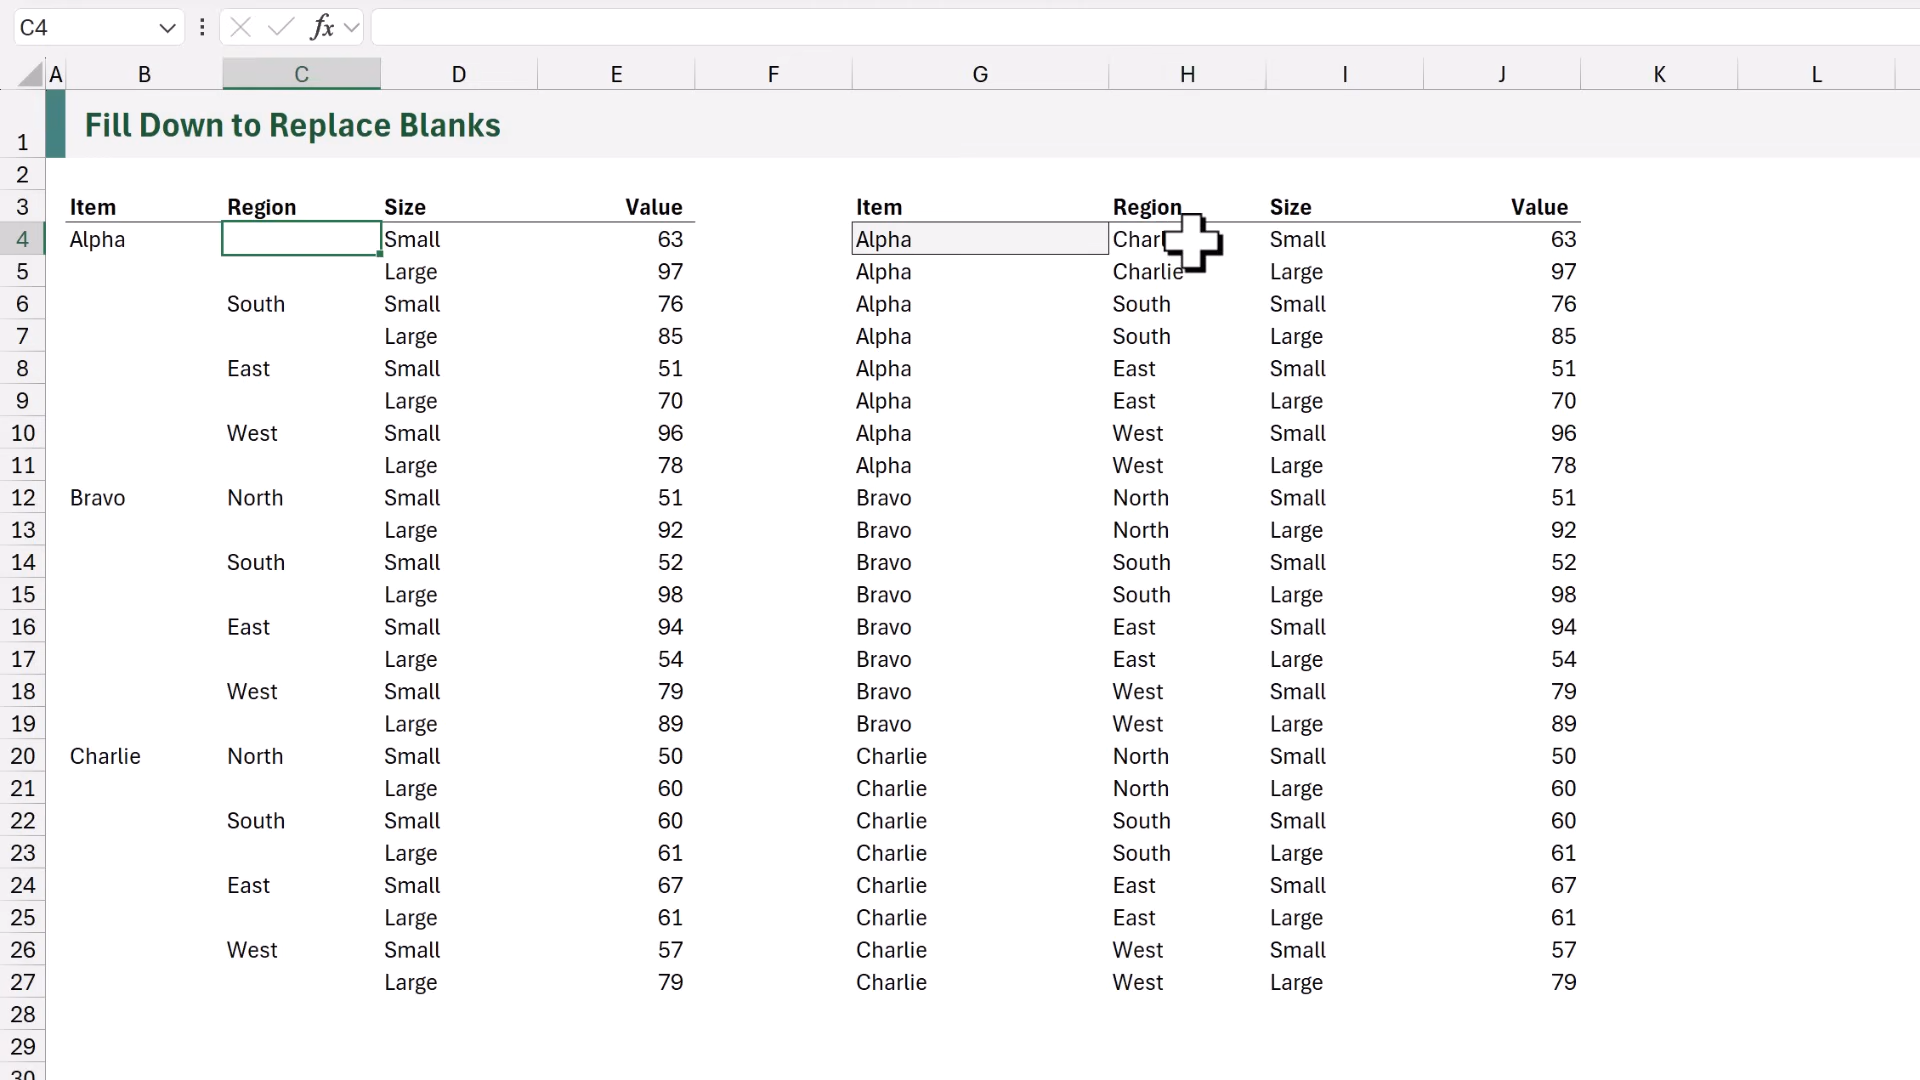 C4 fx
A B C D E F G H I J K L
1 Fill Down to Replace Blanks
2
3 Item Region Size Value Item Region Size Value
4 Alpha Small 63 Alpha Small 63
5 Large 97 Alpha Charlie Large 97
6 South Small 76 Alpha South Small 76
7 Large 85 Alpha South Large 85
8 East Small 51 Alpha East Small 51
9 Large 70 Alpha East Large 70
10 West Small 96 Alpha West Small 96
11 Large 78 Alpha West Large 78
12 Bravo North Small 51 Bravo North Small 51
13 Large 92 Bravo North Large 92
14 South Small 52 Bravo South Small 52
15 Large 98 Bravo South Large 98
16 East Small 94 Bravo East Small 94
17 Large 54 Bravo East Large 54
18 West Small 79 Bravo West Small 79
19 Large 89 Bravo West Large 89
20 Charlie North Small 50 Charlie North Small 50
21 Large 60 Charlie North Large 60
22 South Small 60 Charlie South Small 60
23 Large 61 Charlie South Large 61
24 East Small 67 Charlie East Small 67
25 Large 61 Charlie East Large 61
26 West Small 57 Charlie West Small 57
27 Large 79 Charlie West Large 79
28
29
30